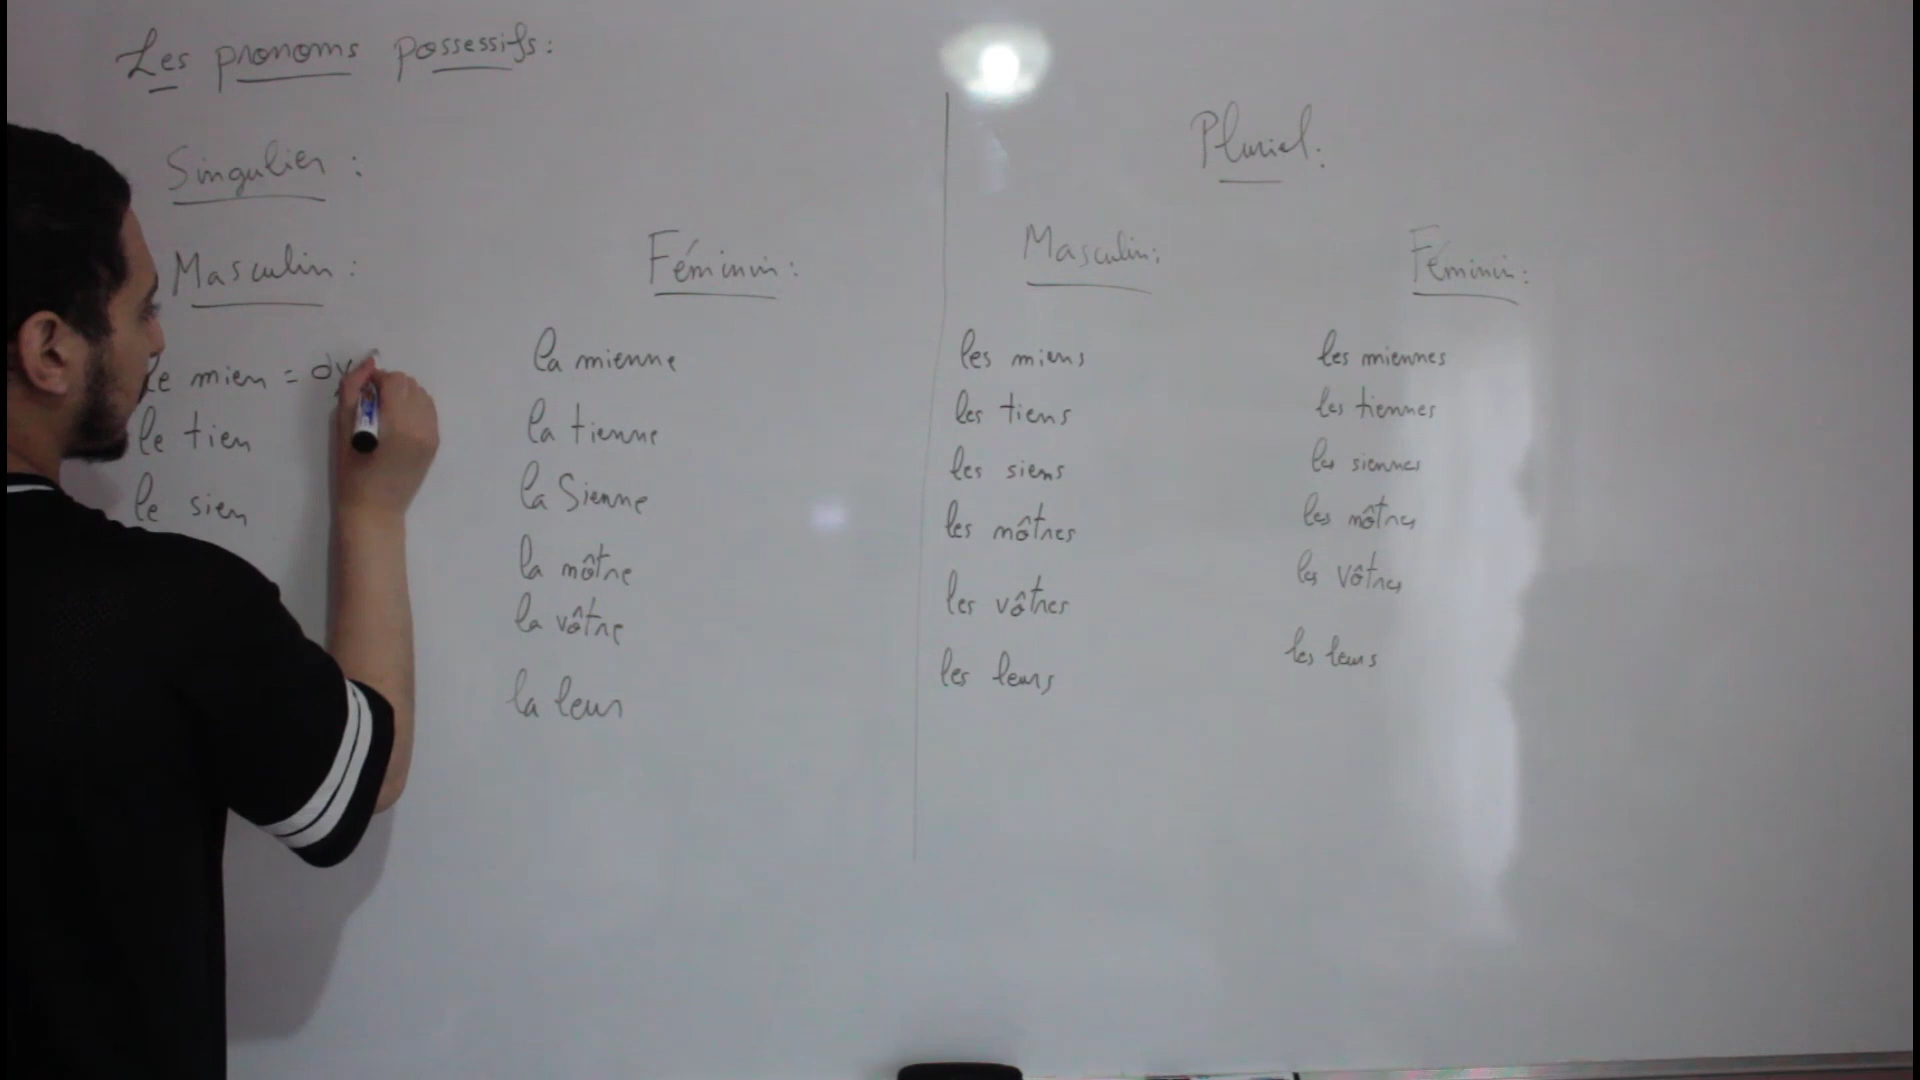 Les pronoms possessifs:
Singulier :
Masculin :
le mien =
le tien
le sien
Féminin :
la mienne
la tienne
la Sienne
la nôtre
la vôtre
la leur
Pluriel :
Masculin :
les miens
les tiens
les siens
les nôtres
les vôtres
les leurs
Féminin :
les miennes
les tiennes
les siennes
les nôtres
les vôtres
les leurs